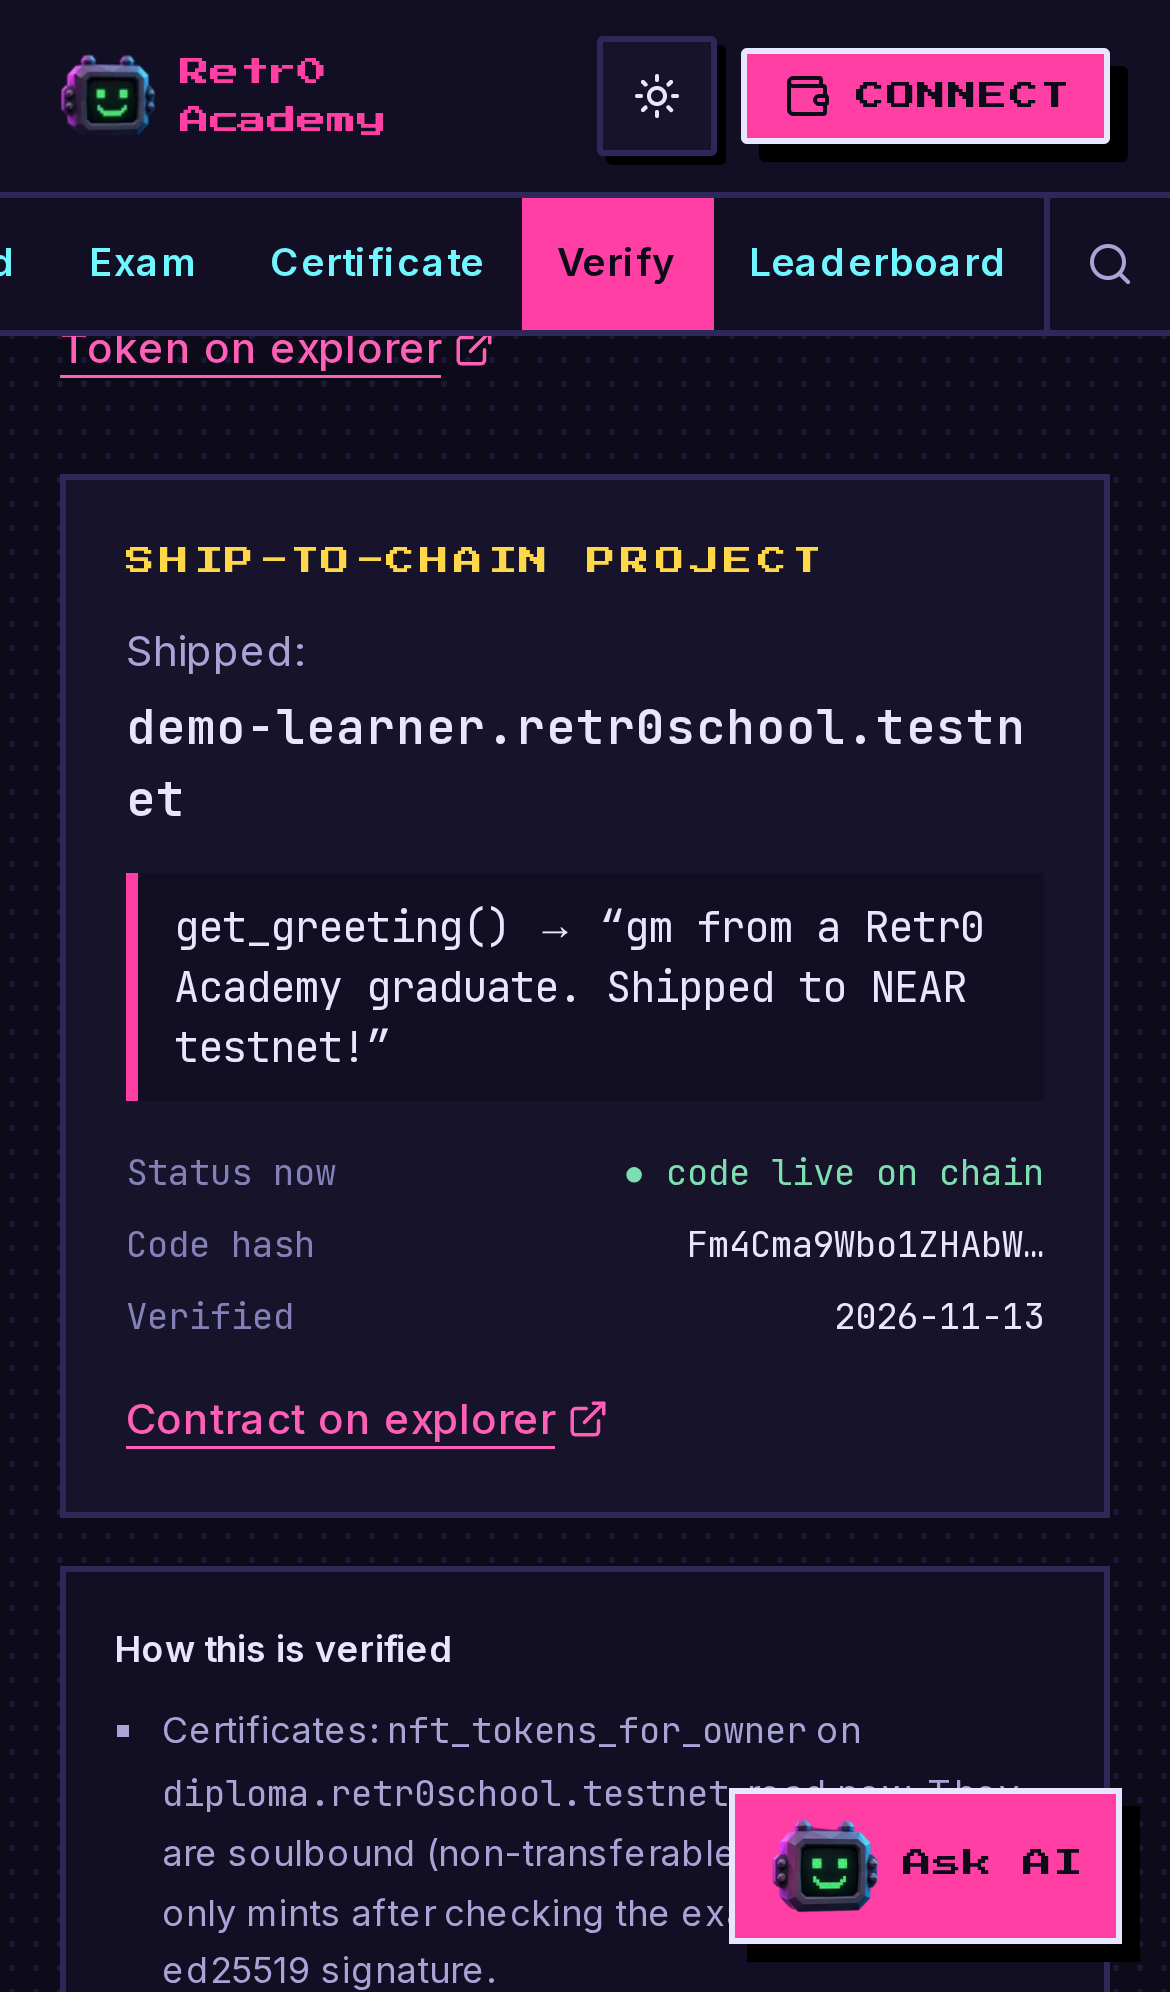 Retr0
Academy
CONNECT
d Exam Certificate Verify Leaderboard
Token on explorer
SHIP-TO-CHAIN PROJECT
Shipped:
demo-learner.retr0school.testn
et
get_greeting() → “gm from a Retr0
Academy graduate. Shipped to NEAR
testnet!”
Status now ● code live on chain
Code hash Fm4Cma9Wbo1ZHAbW…
Verified 2026-11-13
Contract on explorer
How this is verified
Certificates: nft_tokens_for_owner on
diploma.retr0school.testnet read now. They
are soulbound (non-transferable
only mints after checking the
ed25519 signature.
Ask AI